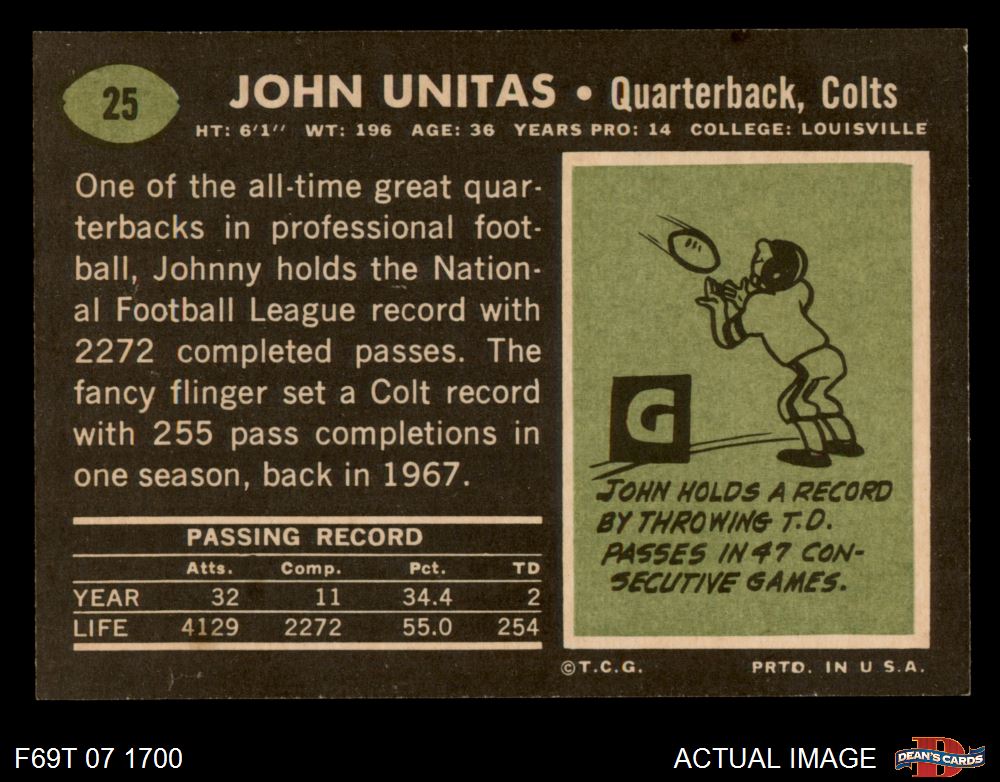 25
JOHN UNITAS • Quarterback, Colts
HT: 6'1" WT: 196 AGE: 36 YEARS PRO: 14 COLLEGE: LOUISVILLE
One of the all-time great quar-
terbacks in professional foot-
ball, Johnny holds the Nation-
al Football League record with
2272 completed passes. The
fancy flinger set a Colt record
with 255 pass completions in
one season, back in 1967.
PASSING RECORD
Atts. Comp. Pct. TD
YEAR 32 11 34.4 2
LIFE 4129 2272 55.0 254
G
JOHN HOLDS A RECORD
BY THROWING T.D.
PASSES IN 47 CON-
SECUTIVE GAMES.
©T.C.G. PRTD. IN U.S.A.
F69T 07 1700
ACTUAL IMAGE
D
DEAN'S CARDS